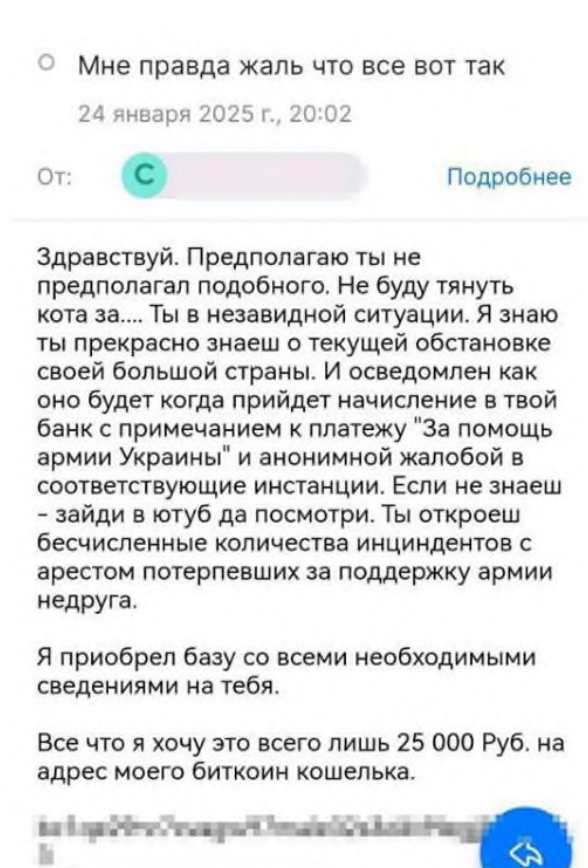 Мне правда жаль что все вот так
24 января 2025 г., 20:02
От:
С
Подробнее
Здравствуй. Предполагаю ты не
предполагал подобного. Не буду тянуть
кота за.... Ты в незавидной ситуации. Я знаю
ты прекрасно знаеш о текущей обстановке
своей большой страны. И осведомлен как
оно будет когда прийдет начисление в твой
банк с примечанием к платежу "За помощь
армии Украины" и анонимной жалобой в
соответствующие инстанции. Если не знаеш
- зайди в ютуб да посмотри. Ты откроеш
бесчисленные количества инциндентов с
арестом потерпевших за поддержку армии
недруга.
Я приобрел базу со всеми необходимыми
сведениями на тебя.
Все что я хочу это всего лишь 25 000 Руб. на
адрес моего биткоин кошелька.